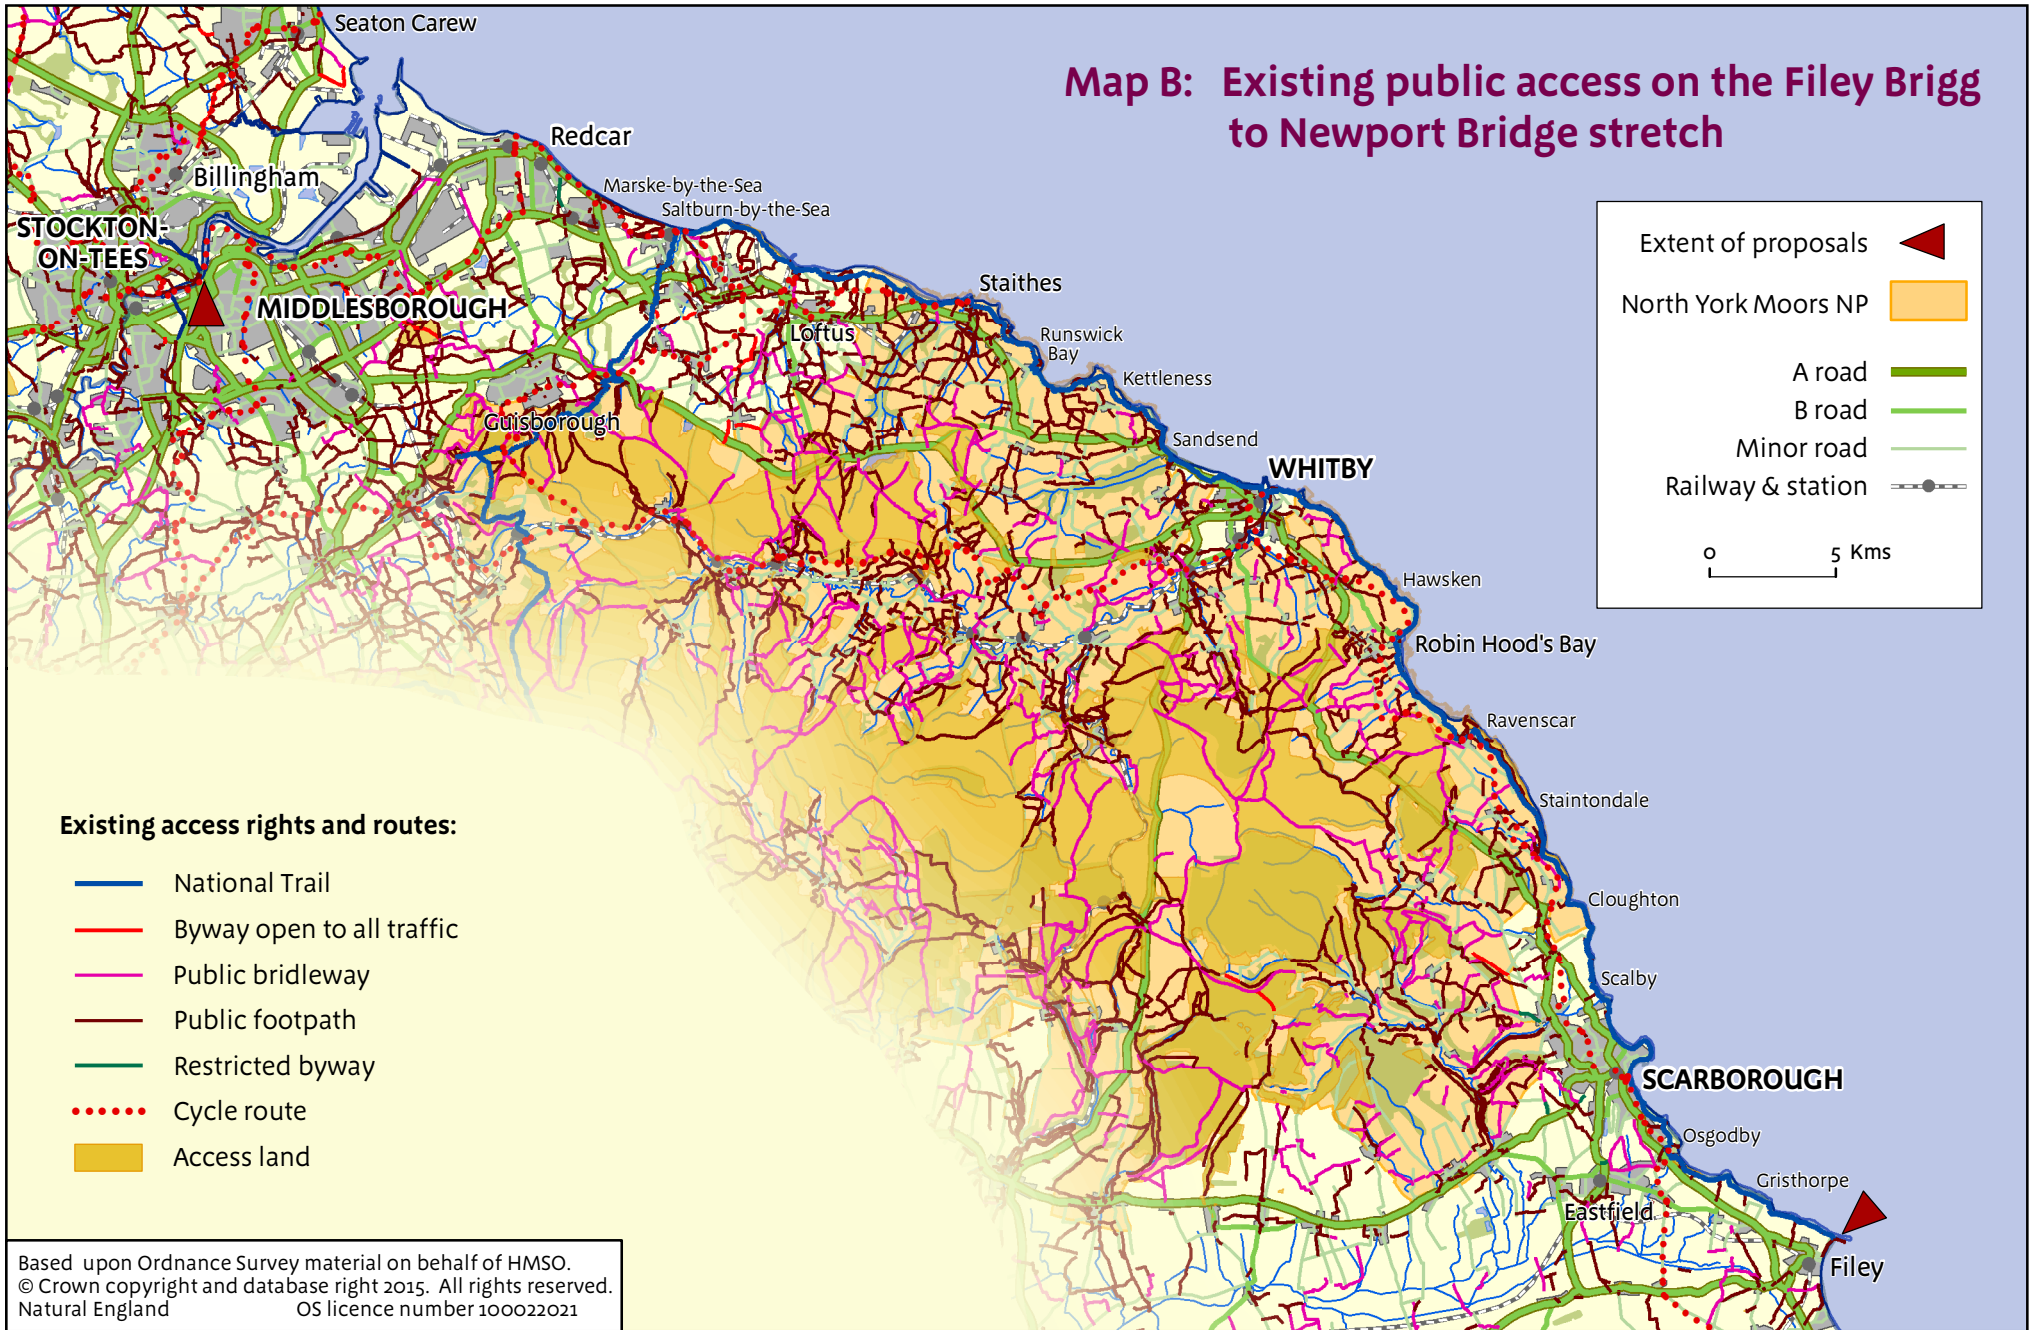 Map B: Existing public access on the Filey Brigg
to Newport Bridge stretch
Seaton Carew
Redcar
Billingham
Marske-by-the-Sea
Saltburn-by-the-Sea
STOCKTON-
ON-TEES
MIDDLESBOROUGH
Staithes
Loftus
Runswick
Bay
Kettleness
Guisborough
Sandsend
WHITBY
Hawsken
Robin Hood's Bay
Ravenscar
Staintondale
Cloughton
Scalby
SCARBOROUGH
Osgodby
Gristhorpe
Eastfield
Filey
Extent of proposals
North York Moors NP
A road
B road
Minor road
Railway & station
0 5 Kms
Existing access rights and routes:
National Trail
Byway open to all traffic
Public bridleway
Public footpath
Restricted byway
Cycle route
Access land
Based upon Ordnance Survey material on behalf of HMSO.
© Crown copyright and database right 2015. All rights reserved.
Natural England OS licence number 100022021